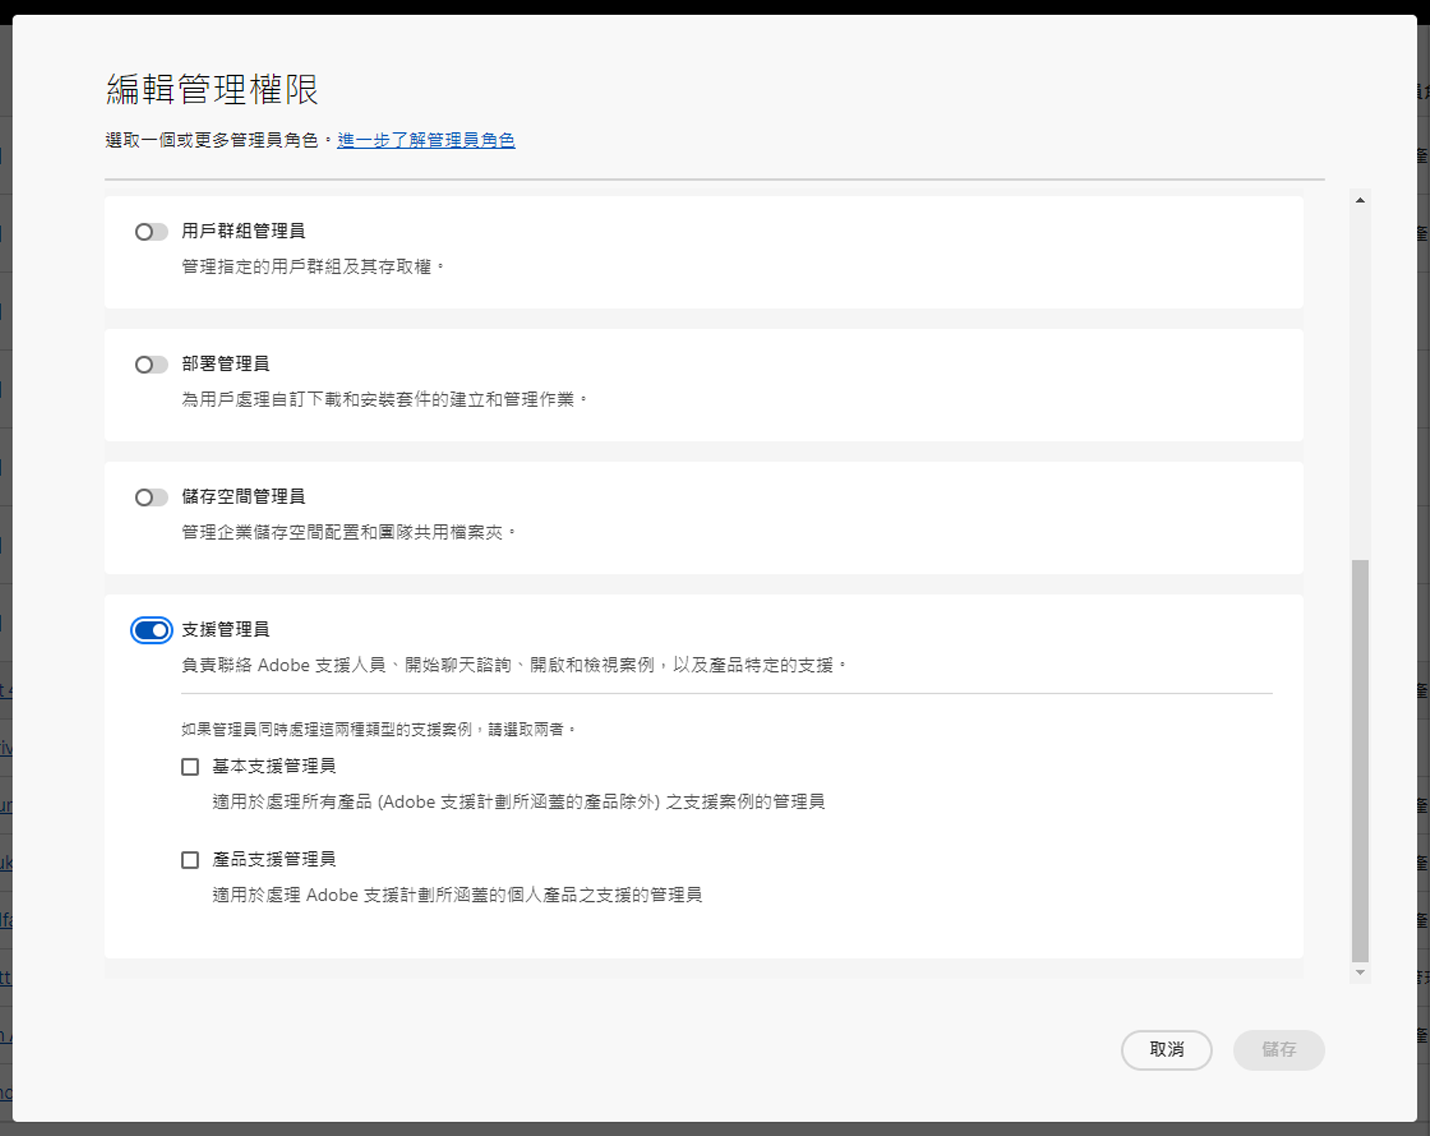 編輯管理權限
選取一個或更多管理員角色。進一步了解管理員角色
用戶群組管理員
管理指定的用戶群組及其存取權。
部署管理員
為用戶處理自訂下載和安裝套件的建立和管理作業。
儲存空間管理員
管理企業儲存空間配置和團隊共用檔案夾。
支援管理員
負責聯絡 Adobe 支援人員、開始聊天諮詢、開啟和檢視案例，以及產品特定的支援。
如果管理員同時處理這兩種類型的支援案例，請選取兩者。
基本支援管理員
適用於處理所有產品 (Adobe 支援計劃所涵蓋的產品除外) 之支援案例的管理員
產品支援管理員
適用於處理 Adobe 支援計劃所涵蓋的個人產品之支援的管理員
取消
儲存